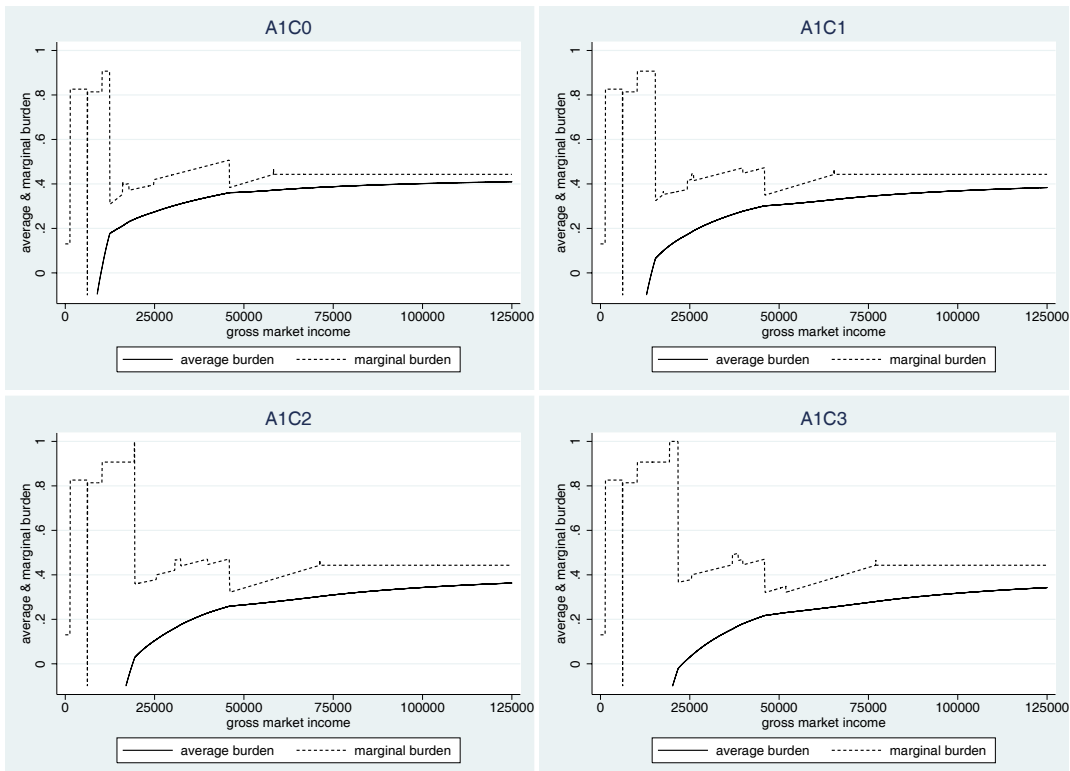 A1C0
average & marginal burden
1
.8
.6
.4
.2
0
0 25000 50000 75000 100000 125000
gross market income
average burden marginal burden
A1C1
average & marginal burden
1
.8
.6
.4
.2
0
0 25000 50000 75000 100000 125000
gross market income
average burden marginal burden
A1C2
average & marginal burden
1
.8
.6
.4
.2
0
0 25000 50000 75000 100000 125000
gross market income
average burden marginal burden
A1C3
average & marginal burden
1
.8
.6
.4
.2
0
0 25000 50000 75000 100000 125000
gross market income
average burden marginal burden